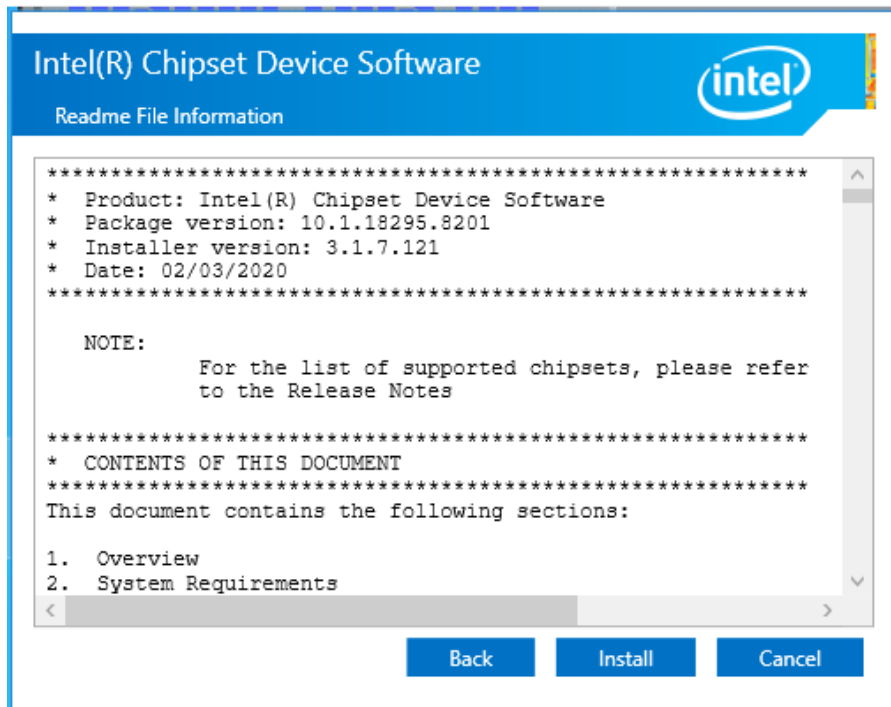 Intel(R) Chipset Device Software
intel
Readme File Information
************************************************************
*  Product: Intel(R) Chipset Device Software
*  Package version: 10.1.18295.8201
*  Installer version: 3.1.7.121
*  Date: 02/03/2020
************************************************************
NOTE:
For the list of supported chipsets, please refer
to the Release Notes
************************************************************
*  CONTENTS OF THIS DOCUMENT
************************************************************
This document contains the following sections:
1.  Overview
2.  System Requirements
Back
Install
Cancel